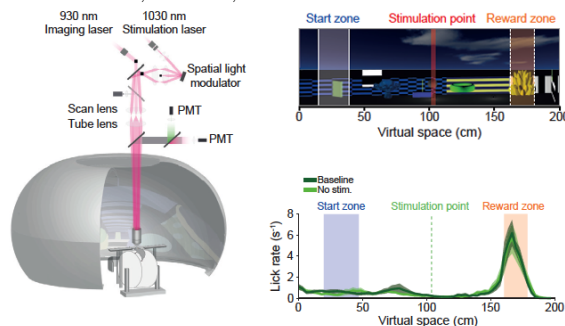 930 nm
Imaging laser
1030 nm
Stimulation laser
Spatial light
modulator
Scan lens
Tube lens
PMT
PMT
Start zone
Stimulation point
Reward zone
0 50 100 150 200
Virtual space (cm)
Baseline
No stim.
Start zone
Stimulation point
Reward zone
Lick rate (s⁻¹)
8
6
4
2
0
0 50 100 150 200
Virtual space (cm)